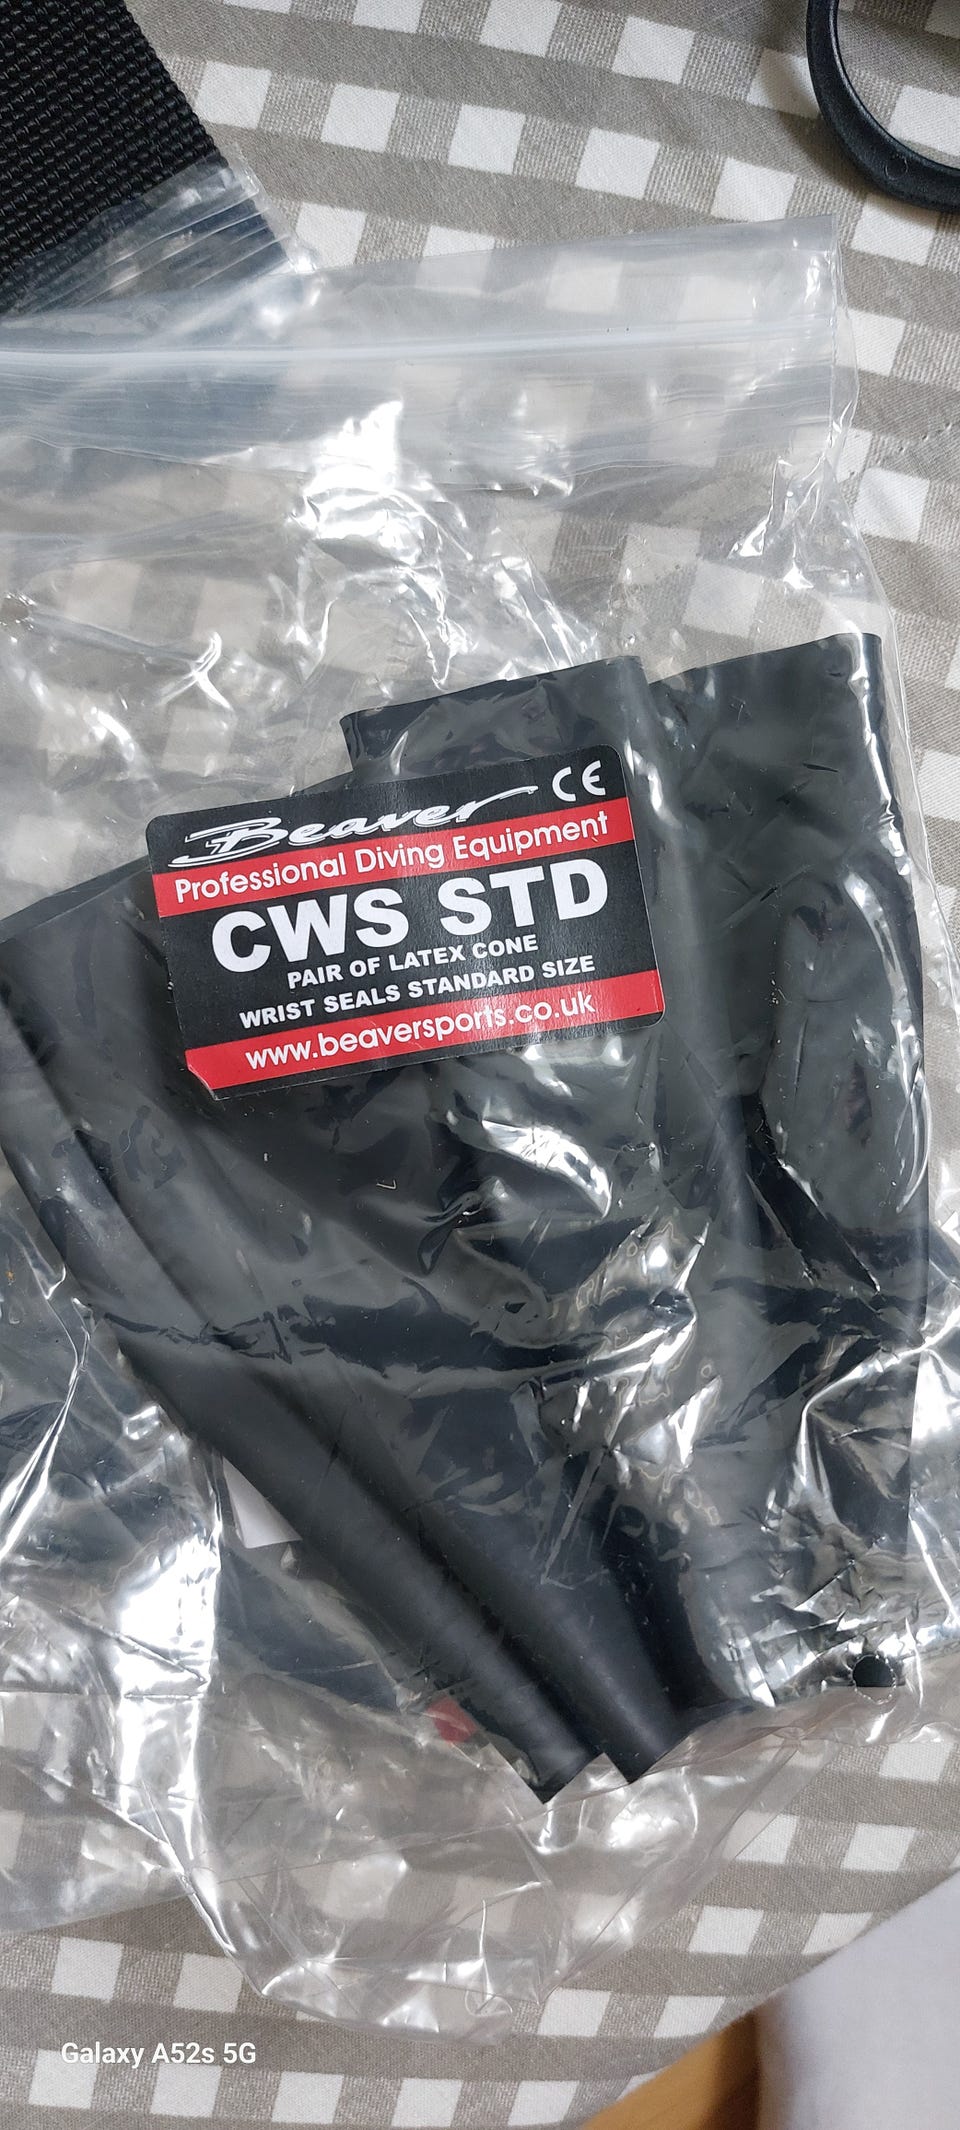 Beaver CE
Professional Diving Equipment
CWS STD
PAIR OF LATEX CONE
WRIST SEALS STANDARD SIZE
www.beaversports.co.uk
Galaxy A52s 5G